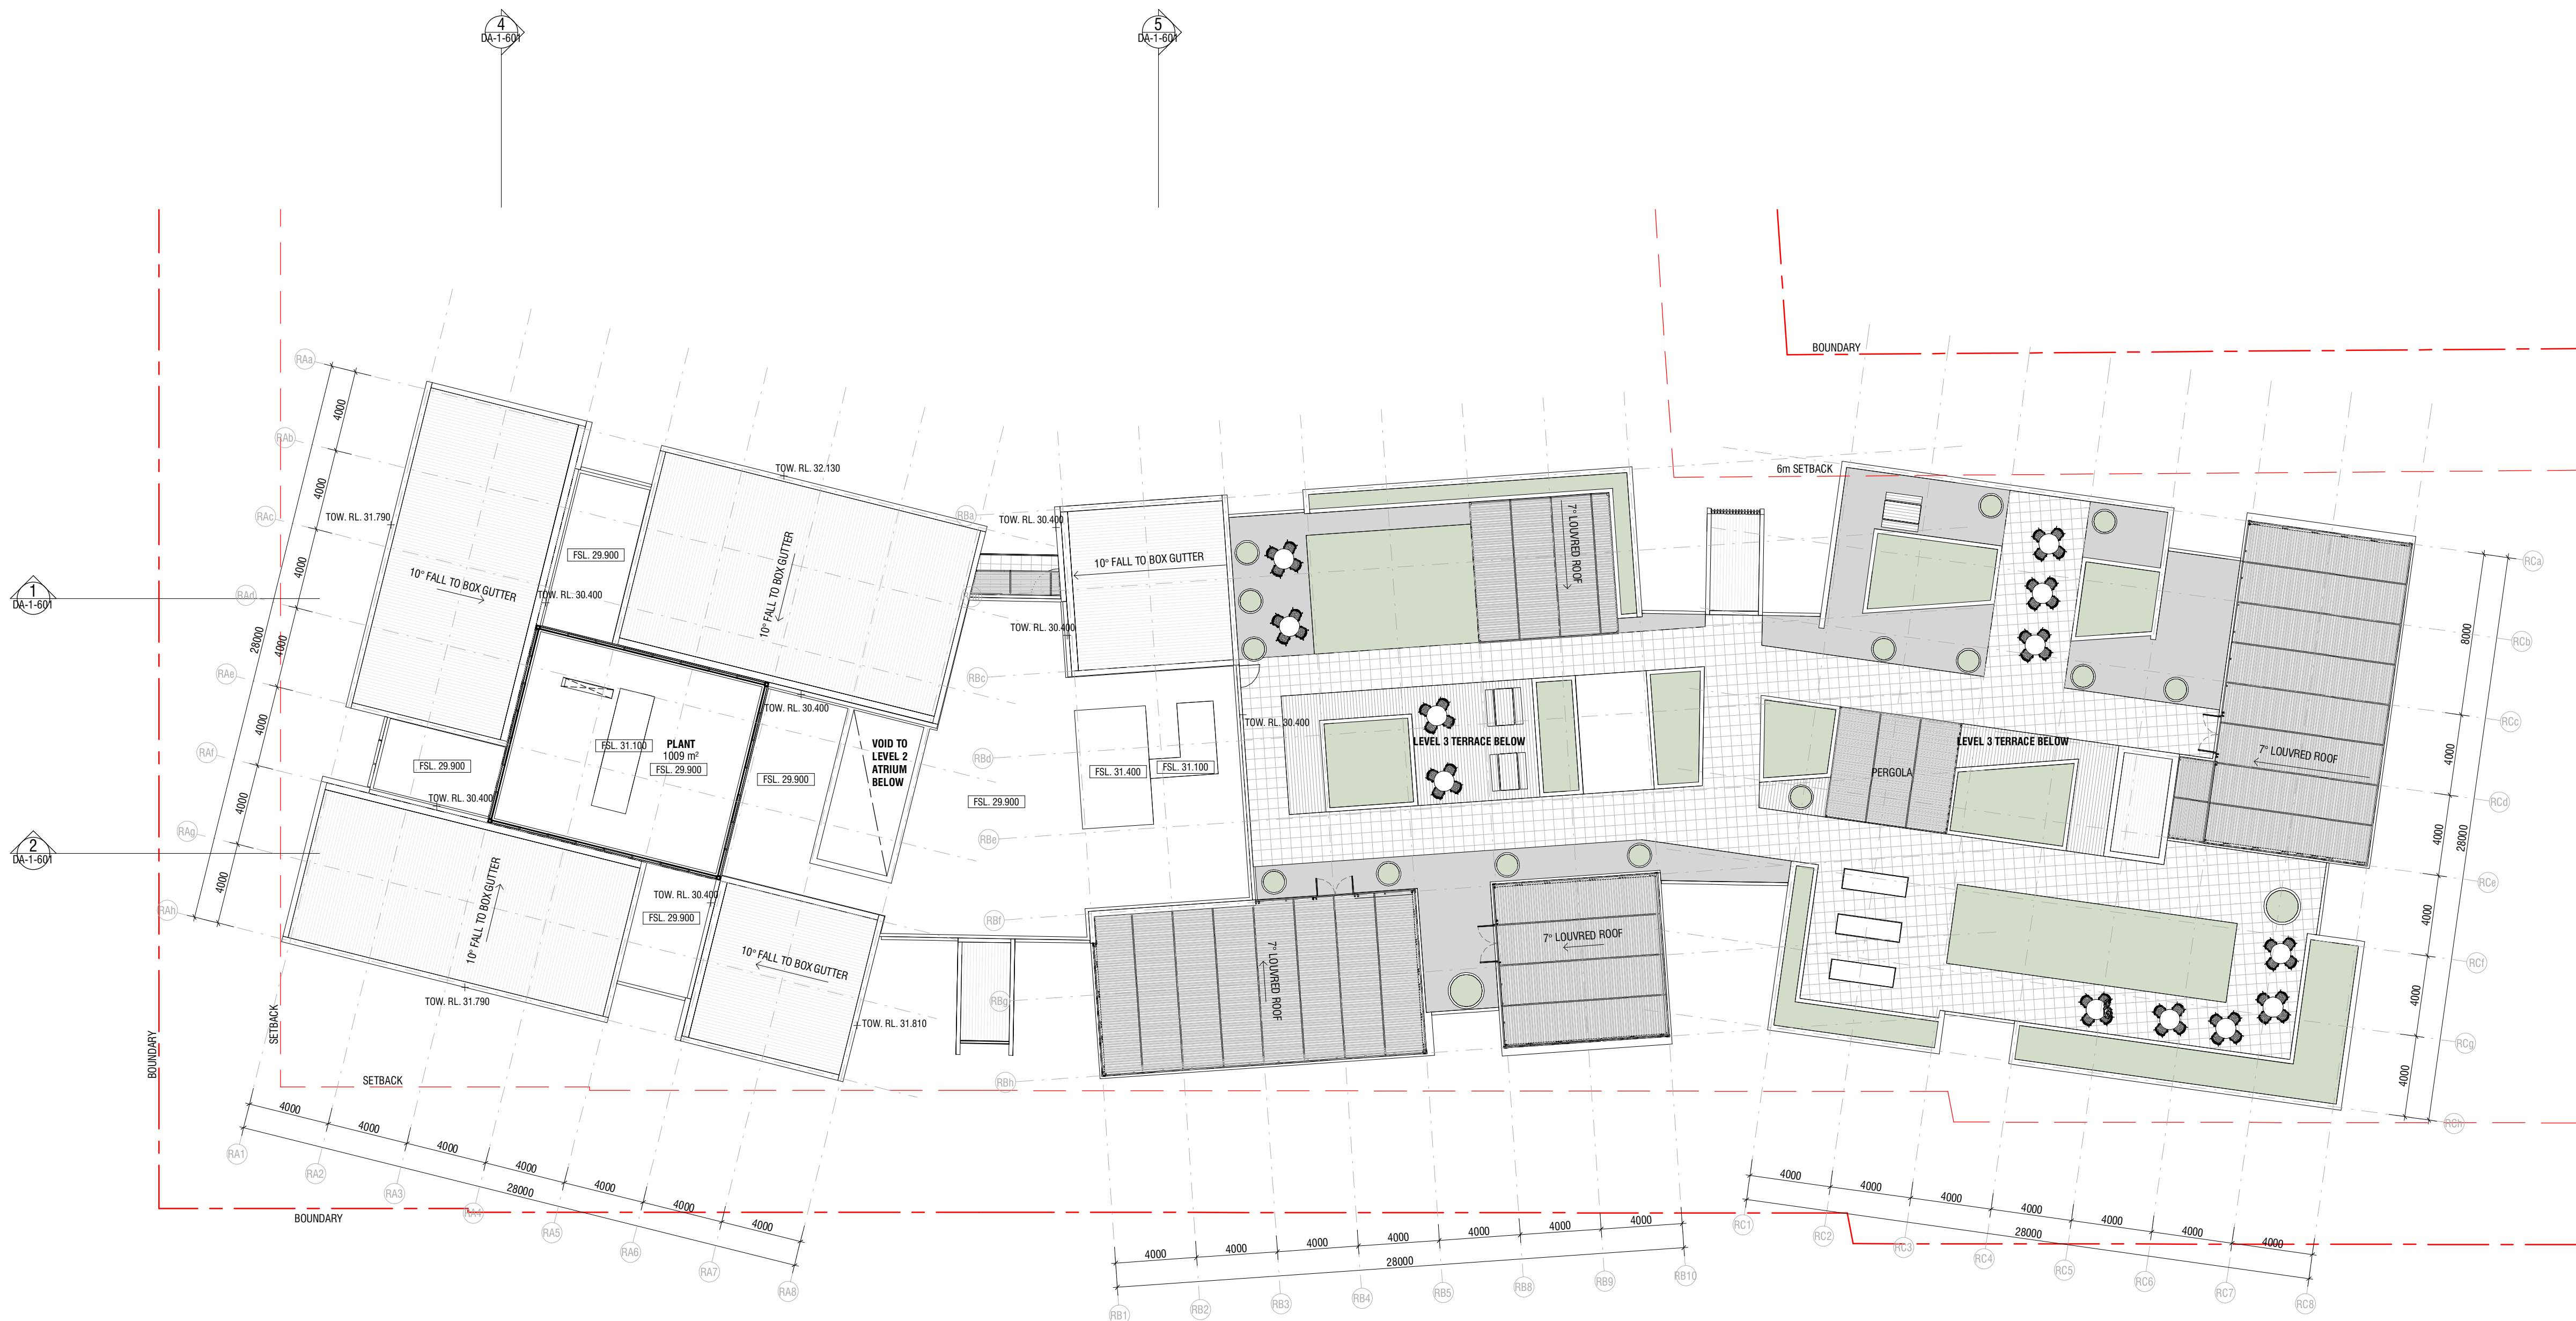 4
DA-1-601
5
DA-1-601
BOUNDARY
6m SETBACK
RAa
RAb
RAc
RAd
RAe
RAf
RAg
RAh
4000
4000
4000
4000
4000
4000
4000
28000
TOW. RL. 32.130
TOW. RL. 31.790
FSL. 29.900
10° FALL TO BOX GUTTER
10° FALL TO BOX GUTTER
TOW. RL. 30.400
1
DA-1-601
2
DA-1-601
FSL. 31.100
PLANT
1009 m²
FSL. 29.900
FSL. 29.900
TOW. RL. 30.400
TOW. RL. 30.400
FSL. 29.900
VOID TO
LEVEL 2
ATRIUM
BELOW
10° FALL TO BOX GUTTER
TOW. RL. 30.400
FSL. 29.900
10° FALL TO BOX GUTTER
TOW. RL. 31.790
TOW. RL. 31.810
BOUNDARY
SETBACK
SETBACK
BOUNDARY
4000
4000
4000
4000
4000
4000
4000
28000
RA1
RA2
RA3
RA4
RA5
RA6
RA7
RA8
RBa
RBc
RBd
RBe
RBf
RBg
RBh
TOW. RL. 30.400
10° FALL TO BOX GUTTER
TOW. RL. 30.400
FSL. 29.900
FSL. 31.400
FSL. 31.100
TOW. RL. 30.400
7° LOUVRED ROOF
LEVEL 3 TERRACE BELOW
7° LOUVRED ROOF
7° LOUVRED ROOF
4000
4000
4000
4000
4000
4000
4000
28000
RB1
RB2
RB3
RB4
RB5
RB8
RB9
RB10
LEVEL 3 TERRACE BELOW
PERGOLA
7° LOUVRED ROOF
RCa
RCb
RCc
RCd
RCe
RCf
RCg
RCh
8000
4000
4000
4000
4000
4000
28000
4000
4000
4000
4000
4000
4000
4000
28000
RC1
RC2
RC3
RC4
RC5
RC6
RC7
RC8